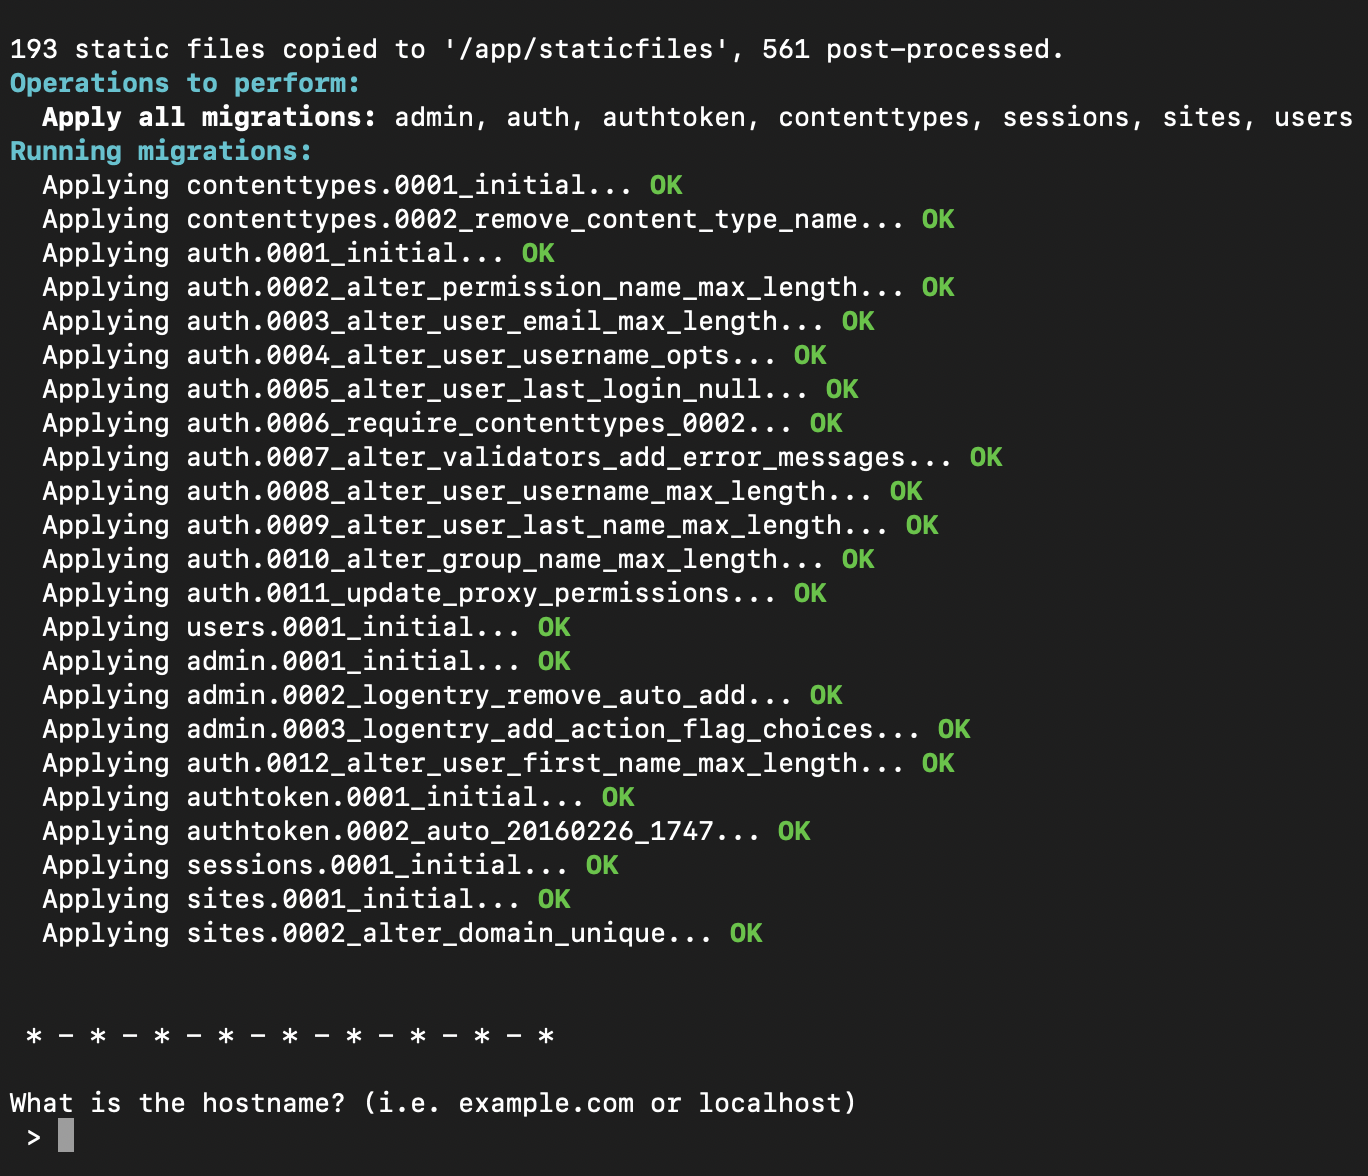 193 static files copied to '/app/staticfiles', 561 post-processed.
Operations to perform:
  Apply all migrations: admin, auth, authtoken, contenttypes, sessions, sites, users
Running migrations:
  Applying contenttypes.0001_initial... OK
  Applying contenttypes.0002_remove_content_type_name... OK
  Applying auth.0001_initial... OK
  Applying auth.0002_alter_permission_name_max_length... OK
  Applying auth.0003_alter_user_email_max_length... OK
  Applying auth.0004_alter_user_username_opts... OK
  Applying auth.0005_alter_user_last_login_null... OK
  Applying auth.0006_require_contenttypes_0002... OK
  Applying auth.0007_alter_validators_add_error_messages... OK
  Applying auth.0008_alter_user_username_max_length... OK
  Applying auth.0009_alter_user_last_name_max_length... OK
  Applying auth.0010_alter_group_name_max_length... OK
  Applying auth.0011_update_proxy_permissions... OK
  Applying users.0001_initial... OK
  Applying admin.0001_initial... OK
  Applying admin.0002_logentry_remove_auto_add... OK
  Applying admin.0003_logentry_add_action_flag_choices... OK
  Applying auth.0012_alter_user_first_name_max_length... OK
  Applying authtoken.0001_initial... OK
  Applying authtoken.0002_auto_20160226_1747... OK
  Applying sessions.0001_initial... OK
  Applying sites.0001_initial... OK
  Applying sites.0002_alter_domain_unique... OK
 * - * - * - * - * - * - * - * - *
What is the hostname? (i.e. example.com or localhost)
 >